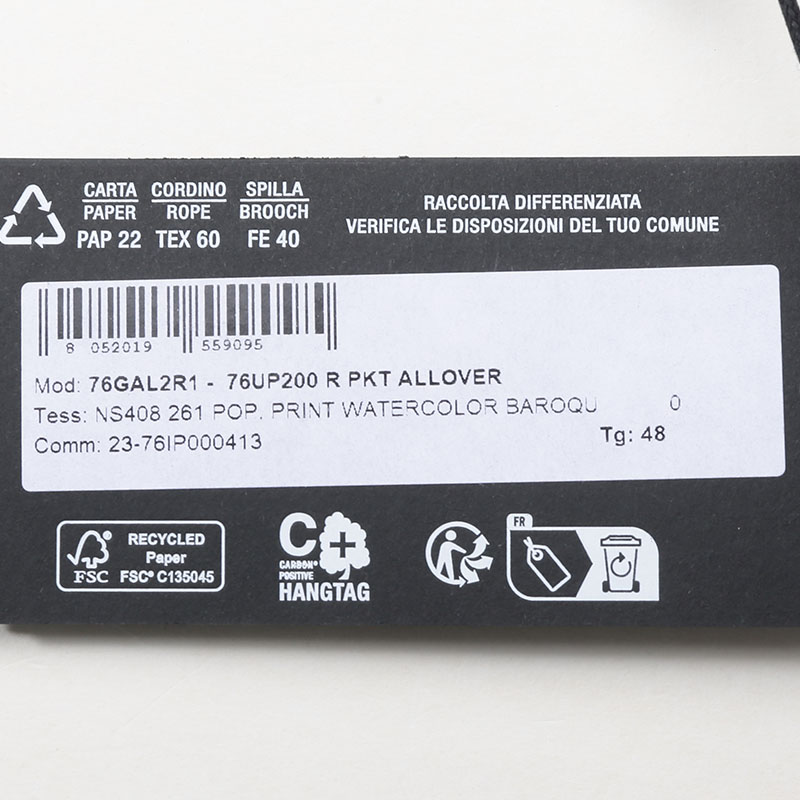 CARTA CORDINO SPILLA
PAPER ROPE BROOCH
PAP 22 TEX 60 FE 40
RACCOLTA DIFFERENZIATA
VERIFICA LE DISPOSIZIONI DEL TUO COMUNE
8 052019 559095
Mod: 76GAL2R1 - 76UP200 R PKT ALLOVER
Tess: NS408 261 POP. PRINT WATERCOLOR BAROQU 0
Comm: 23-76IP000413
Tg: 48
RECYCLED
Paper
FSC® C135045
FSC
C+
CARBON®
POSITIVE
HANGTAG
FR